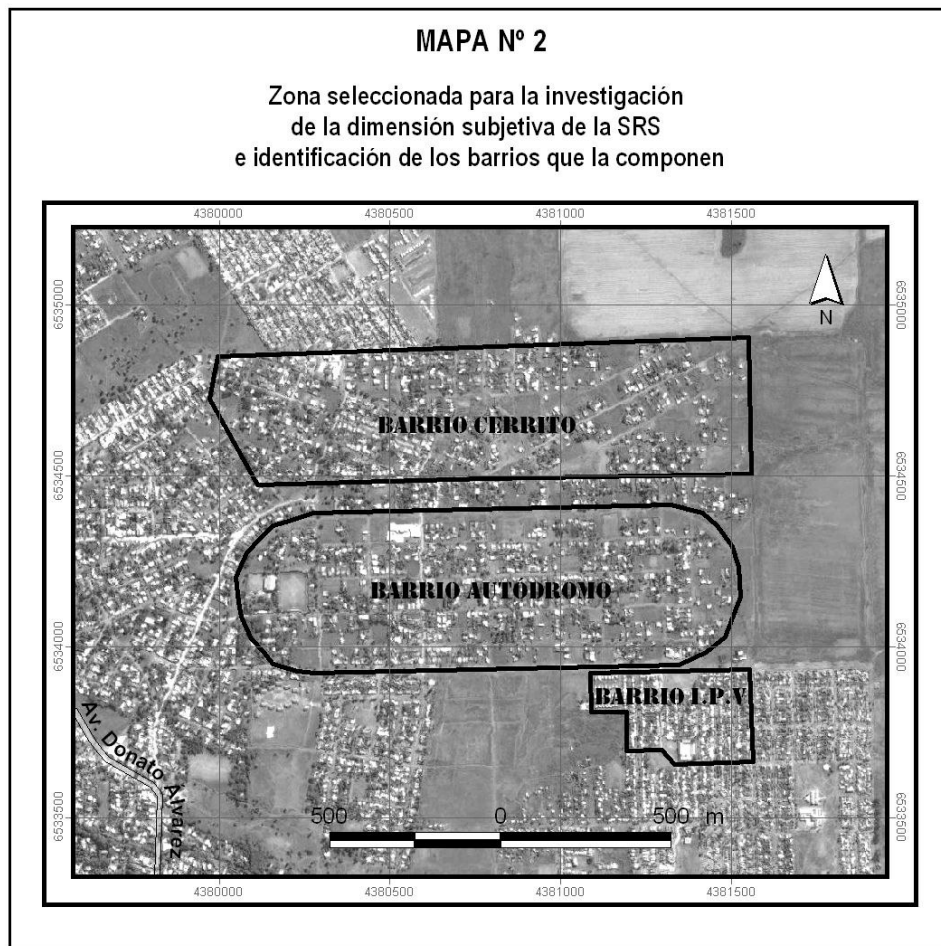 MAPA Nº 2
Zona seleccionada para la investigación
de la dimensión subjetiva de la SRS
e identificación de los barrios que la componen
4380000 4380500 4381000 4381500
6535000 6535000
N
BARRIO CERRITO
6534500 6534500
BARRIO AUTÓDROMO
6534000 6534000
BARRIO I.P.V
Av. Donato Alvarez
6533500 6533500
500 0 500 m
4380000 4380500 4381000 4381500